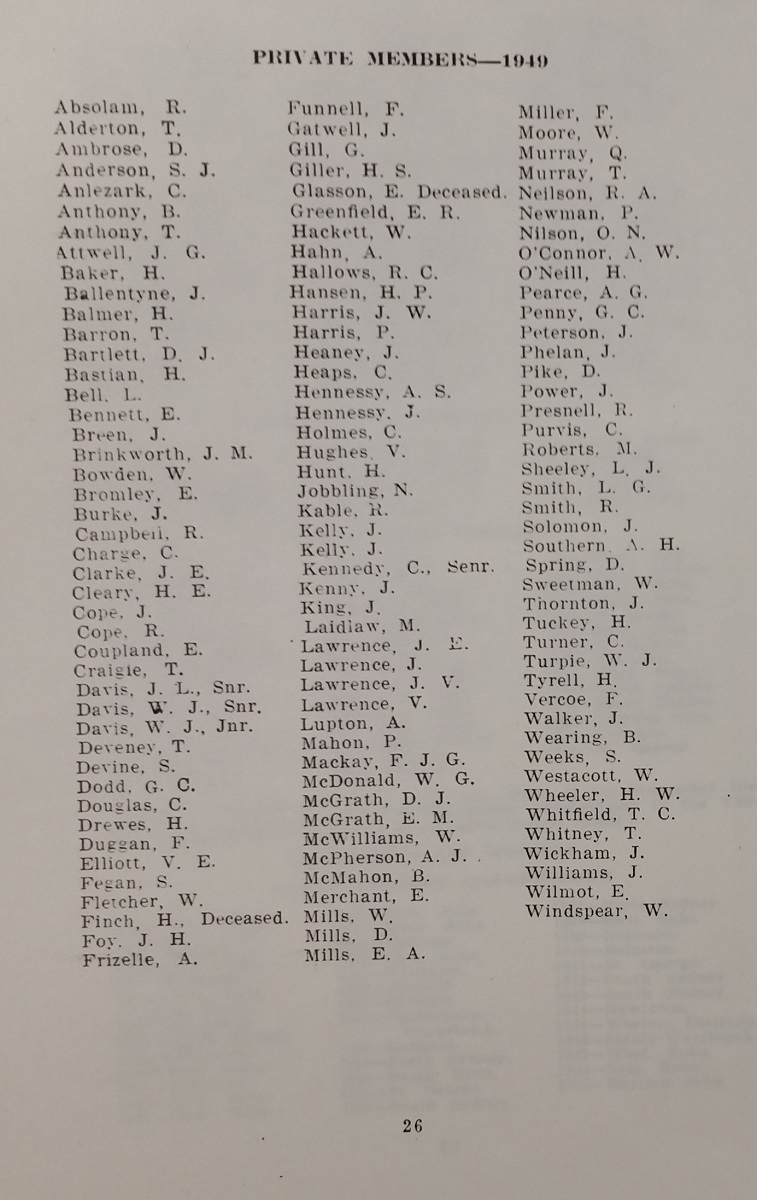 PRIVATE MEMBERS—1949
Absolam, R.
Alderton, T.
Ambrose, D.
Anderson, S. J.
Anlezark, C.
Anthony, B.
Anthony, T.
Attwell, J. G.
Baker, H.
Ballentyne, J.
Balmer, H.
Barron, T.
Bartlett, D. J.
Bastian, H.
Bell, L.
Bennett, E.
Breen, J.
Brinkworth, J. M.
Bowden, W.
Bromley, E.
Burke, J.
Campbell, R.
Charge, C.
Clarke, J. E.
Cleary, H. E.
Cope, J.
Cope, R.
Coupland, E.
Craigie, T.
Davis, J. L., Snr.
Davis, W. J., Snr.
Davis, W. J., Jnr.
Deveney, T.
Devine, S.
Dodd, G. C.
Douglas, C.
Drewes, H.
Duggan, F.
Elliott, V. E.
Fegan, S.
Fletcher, W.
Finch, H., Deceased.
Foy, J. H.
Frizelle, A.
Funnell, F.
Gatwell, J.
Gill, G.
Giller, H. S.
Glasson, E. Deceased.
Greenfield, E. R.
Hackett, W.
Hahn, A.
Hallows, R. C.
Hansen, H. P.
Harris, J. W.
Harris, P.
Heaney, J.
Heaps, C.
Hennessy, A. S.
Hennessy, J.
Holmes, C.
Hughes, V.
Hunt, H.
Jobbling, N.
Kable, R.
Kelly, J.
Kelly, J.
Kennedy, C., Senr.
Kenny, J.
King, J.
Laidlaw, M.
Lawrence, J. E.
Lawrence, J.
Lawrence, J. V.
Lawrence, V.
Lupton, A.
Mahon, P.
Mackay, F. J. G.
McDonald, W. G.
McGrath, D. J.
McGrath, E. M.
McWilliams, W.
McPherson, A. J.
McMahon, B.
Merchant, E.
Mills, W.
Mills, D.
Mills, E. A.
Miller, F.
Moore, W.
Murray, Q.
Murray, T.
Neilson, R. A.
Newman, P.
Nilson, O. N.
O'Connor, A. W.
O'Neill, H.
Pearce, A. G.
Penny, G. C.
Peterson, J.
Phelan, J.
Pike, D.
Power, J.
Presnell, R.
Purvis, C.
Roberts, M.
Sheeley, L. J.
Smith, L. G.
Smith, R.
Solomon, J.
Southern, A. H.
Spring, D.
Sweetman, W.
Thornton, J.
Tuckey, H.
Turner, C.
Turpie, W. J.
Tyrell, H.
Vercoe, F.
Walker, J.
Wearing, B.
Weeks, S.
Westacott, W.
Wheeler, H. W.
Whitfield, T. C.
Whitney, T.
Wickham, J.
Williams, J.
Wilmot, E.
Windspear, W.
26